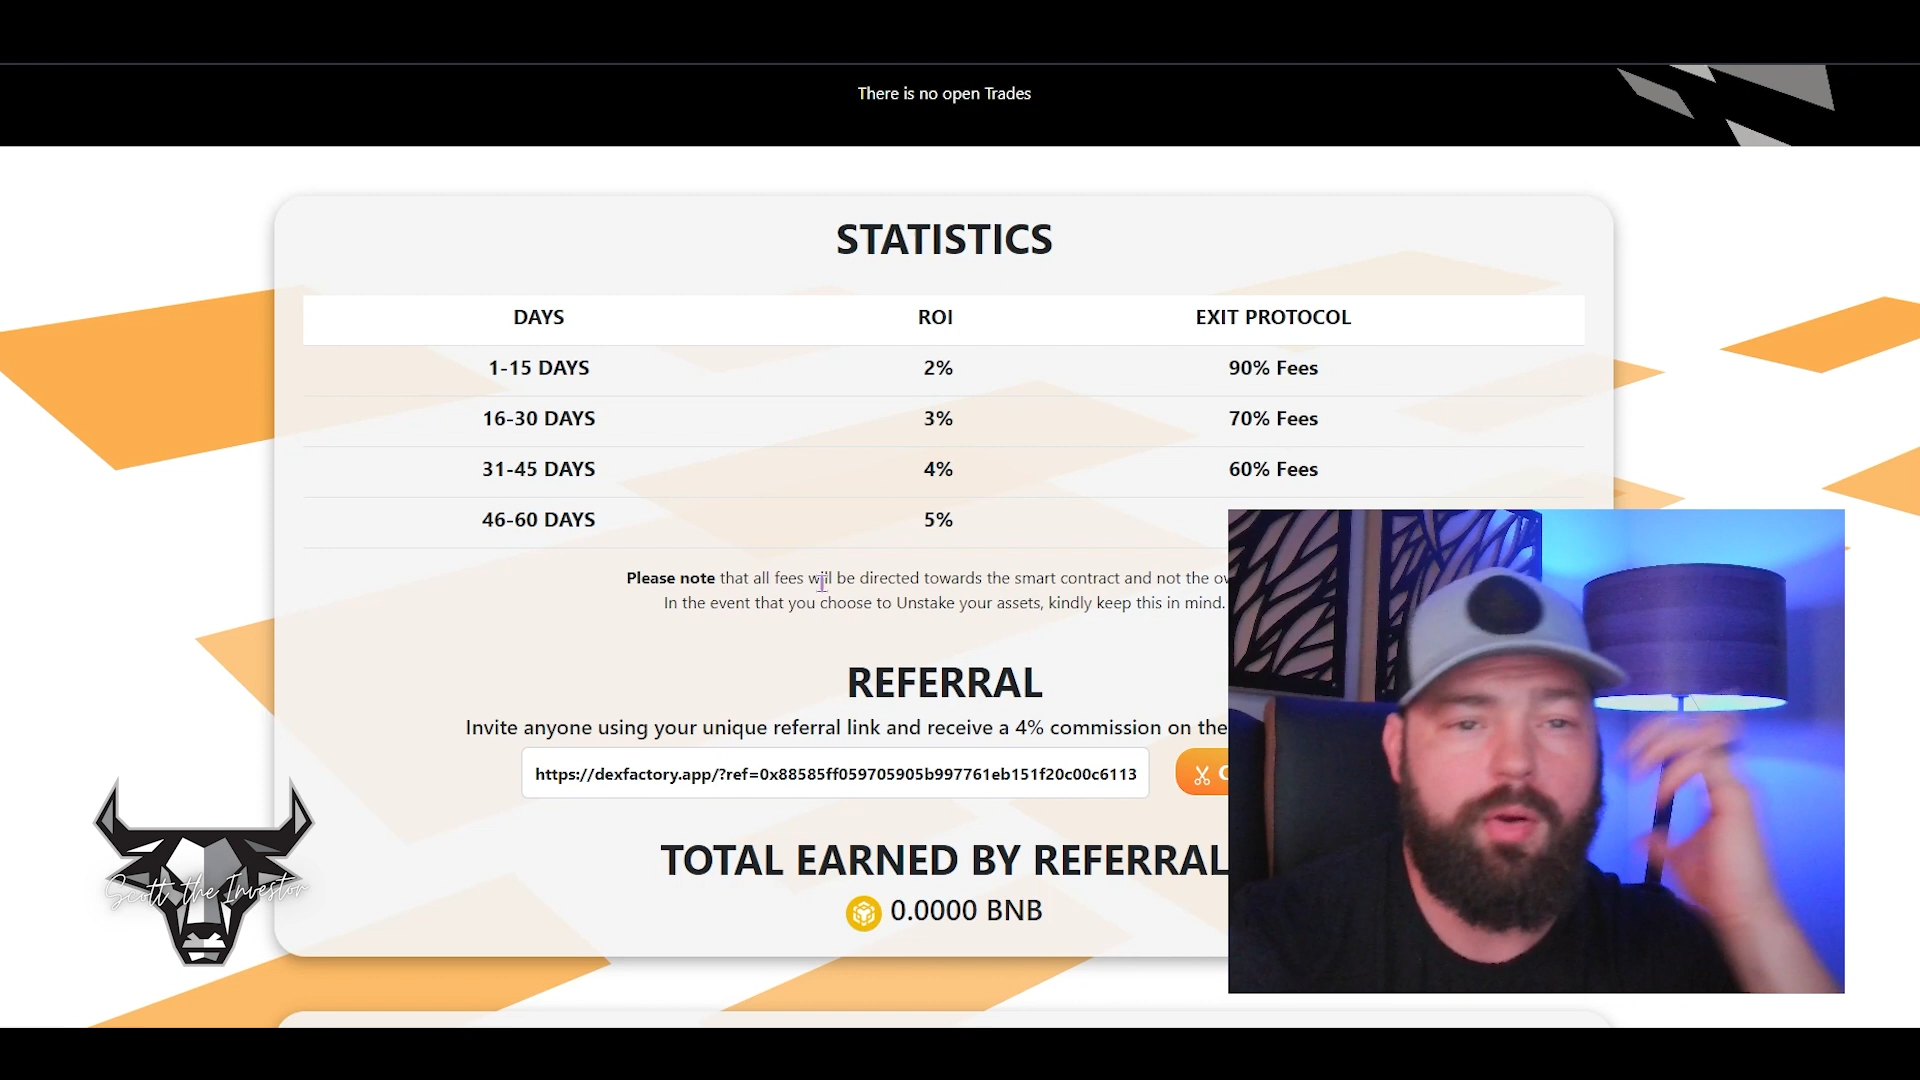 There is no open Trades
STATISTICS
DAYS ROI EXIT PROTOCOL
1-15 DAYS 2% 90% Fees
16-30 DAYS 3% 70% Fees
31-45 DAYS 4% 60% Fees
46-60 DAYS 5%
Please note that all fees will be directed towards the smart contract and not the
In the event that you choose to Unstake your assets, kindly keep this in mind.
REFERRAL
Invite anyone using your unique referral link and receive a 4% commission on the
https://dexfactory.app/?ref=0x88585ff059705905b997761eb151f20c00c6113
TOTAL EARNED BY REFERRAL
0.0000 BNB
Scott the Investor